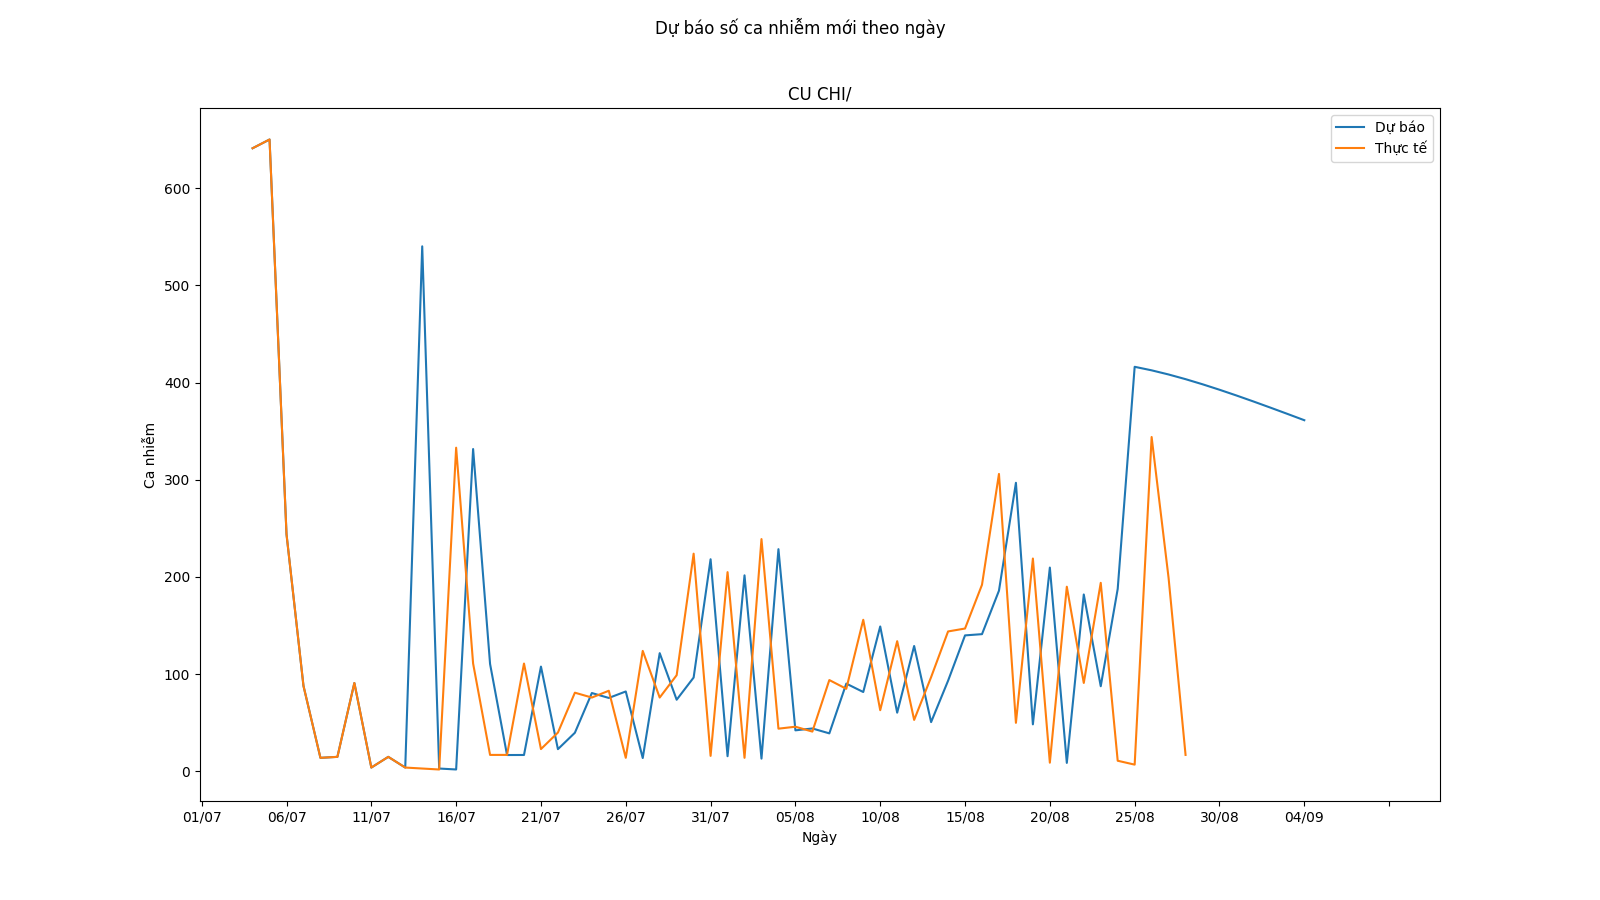 Dự báo số ca nhiễm mới theo ngày
CU CHI/
Dự báo
Thực tế
600
500
400
300
200
100
0
Ca nhiễm
01/07 06/07 11/07 16/07 21/07 26/07 31/07 05/08 10/08 15/08 20/08 25/08 30/08 04/09
Ngày